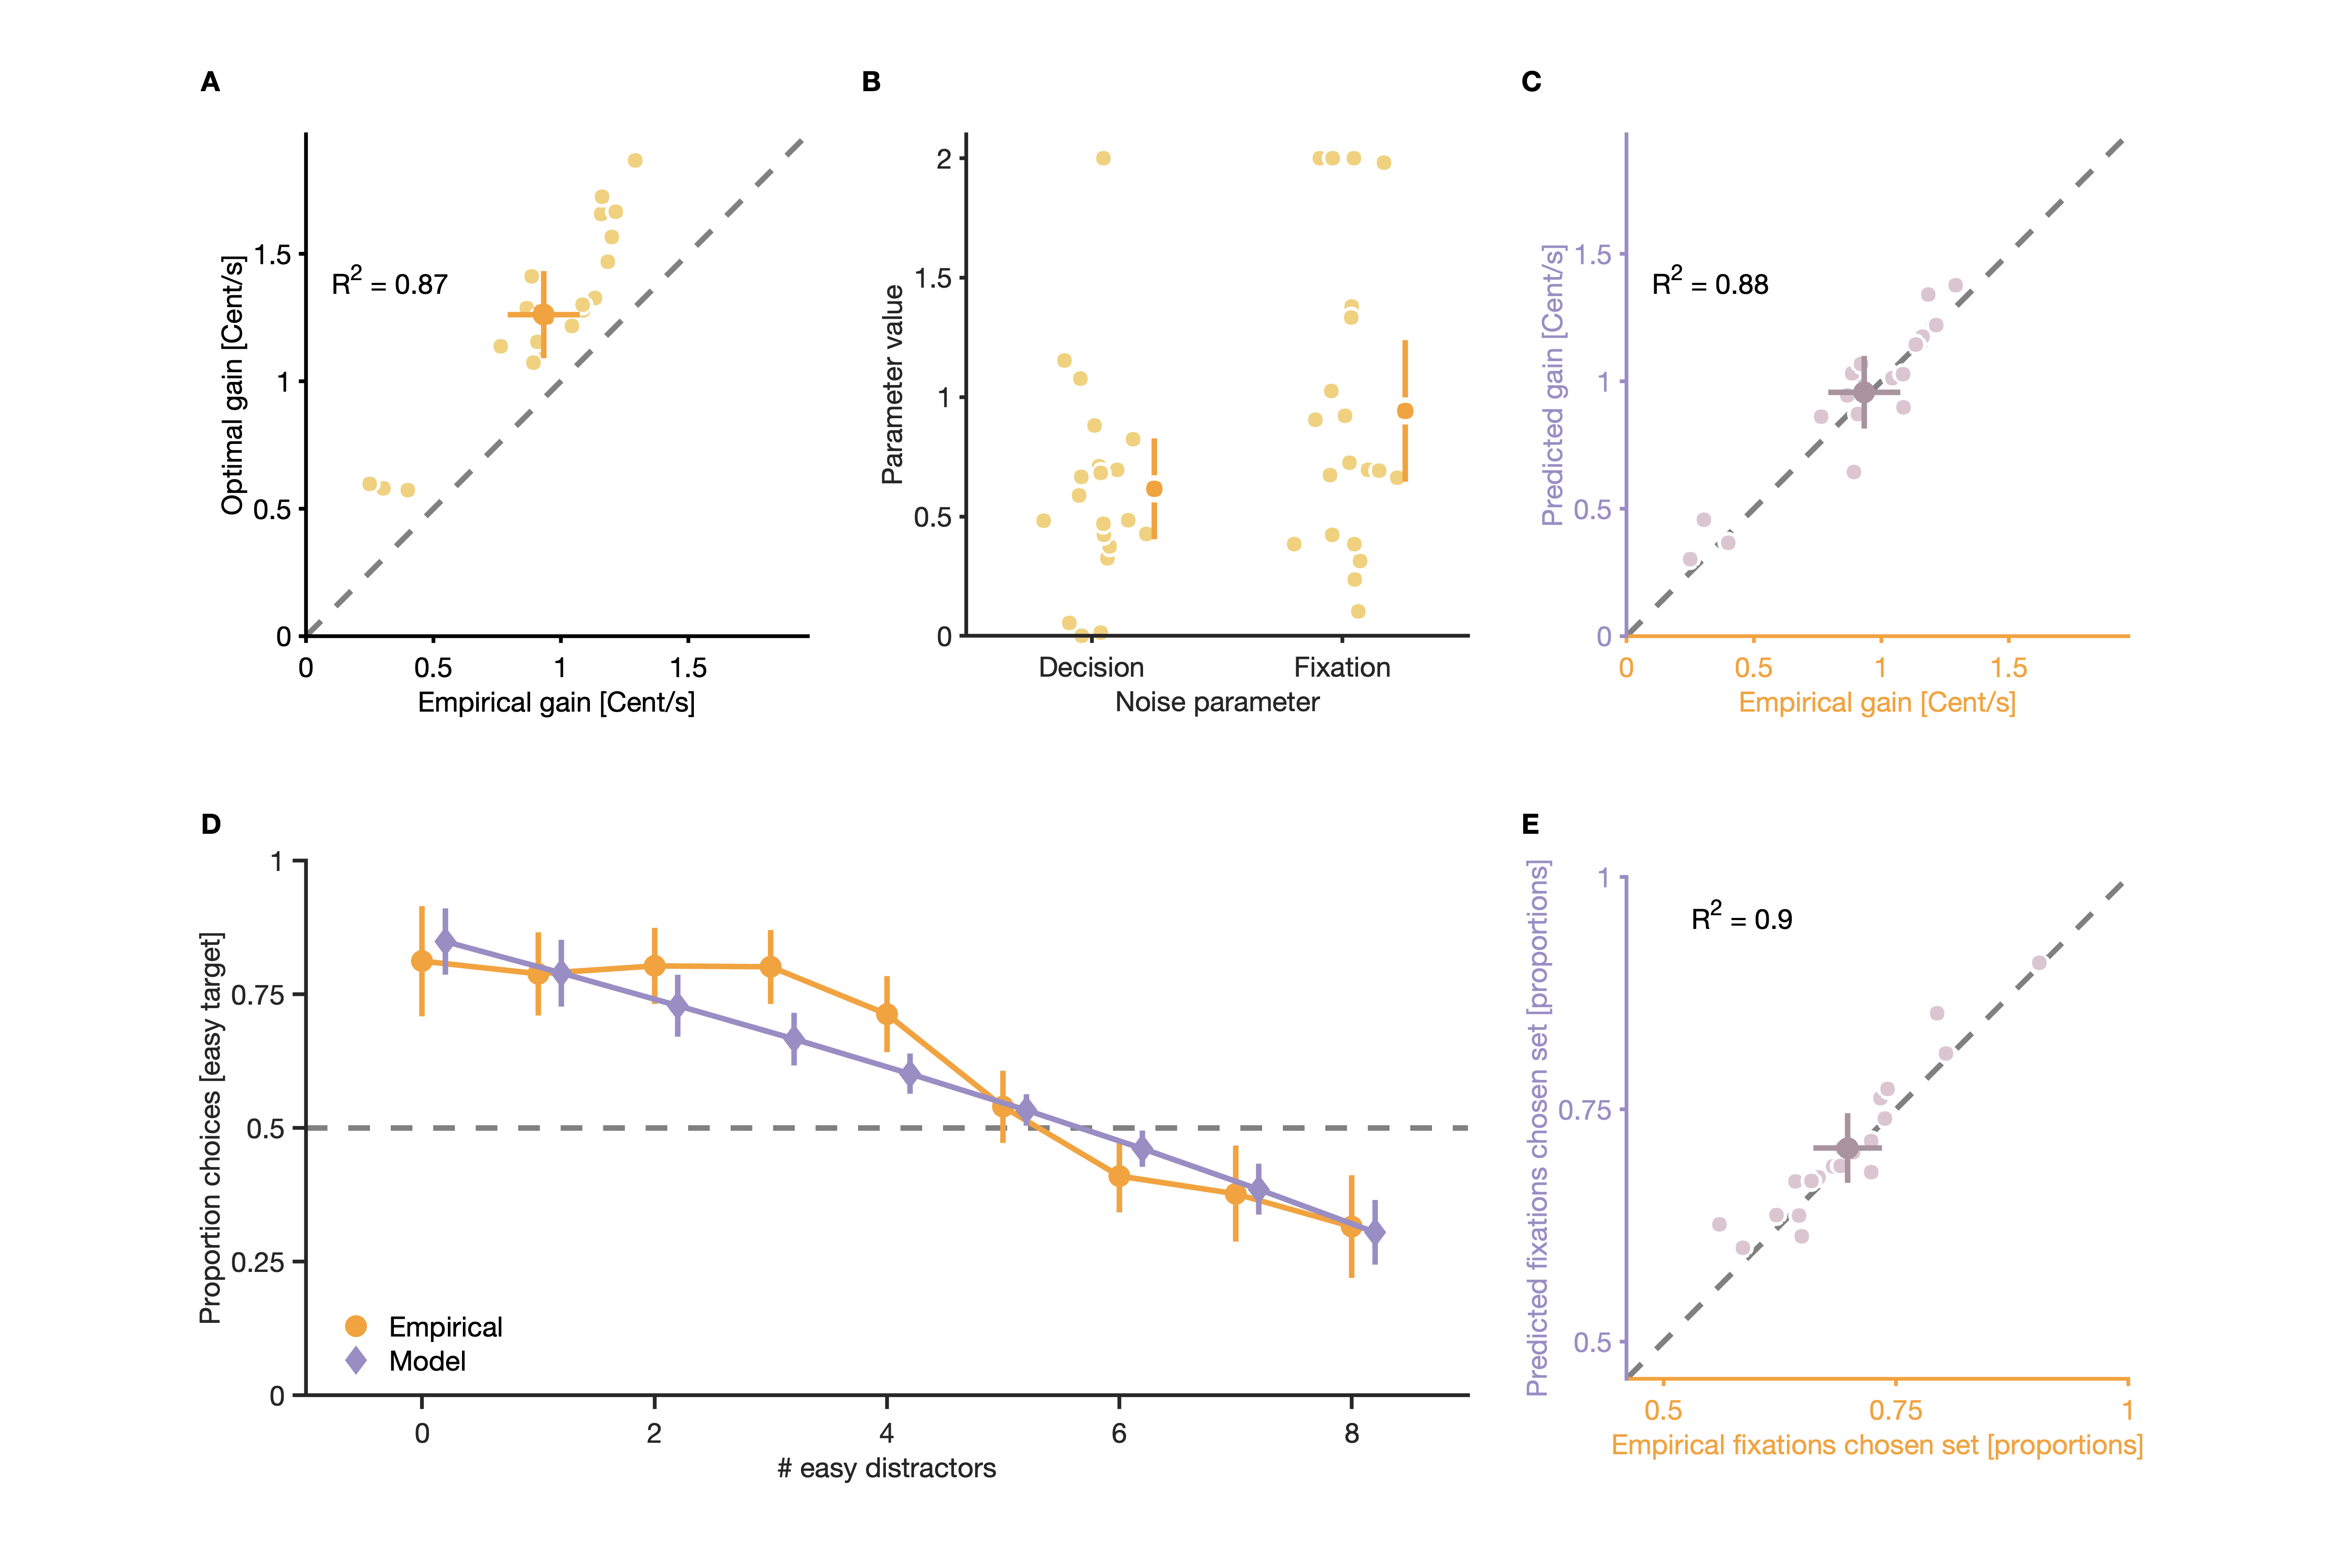 A
Optimal gain [Cent/s]
1.5
1
0.5
0
R² = 0.87
0 0.5 1 1.5
Empirical gain [Cent/s]
B
Parameter value
2
1.5
1
0.5
0
Decision Fixation
Noise parameter
C
Predicted gain [Cent/s]
1.5
1
0.5
0
R² = 0.88
0 0.5 1 1.5
Empirical gain [Cent/s]
D
Proportion choices [easy target]
1
0.75
0.5
0.25
0
Empirical
Model
0 2 4 6 8
# easy distractors
E
Predicted fixations chosen set [proportions]
1
0.75
0.5
R² = 0.9
0.5 0.75 1
Empirical fixations chosen set [proportions]